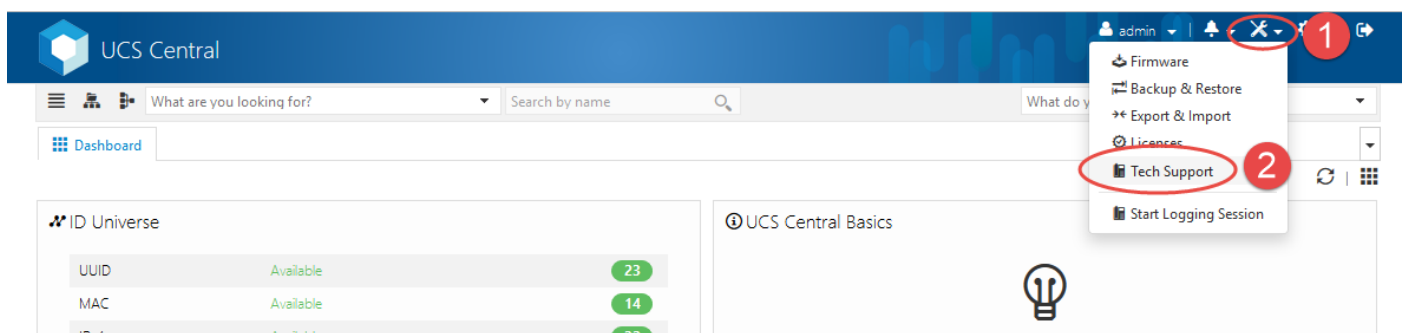 UCS Central
admin
1
Firmware
Backup & Restore
Export & Import
Licenses
Tech Support
2
Start Logging Session
What are you looking for?
Search by name
What do y
Dashboard
ID Universe
UUID Available 23
MAC Available 14
UCS Central Basics